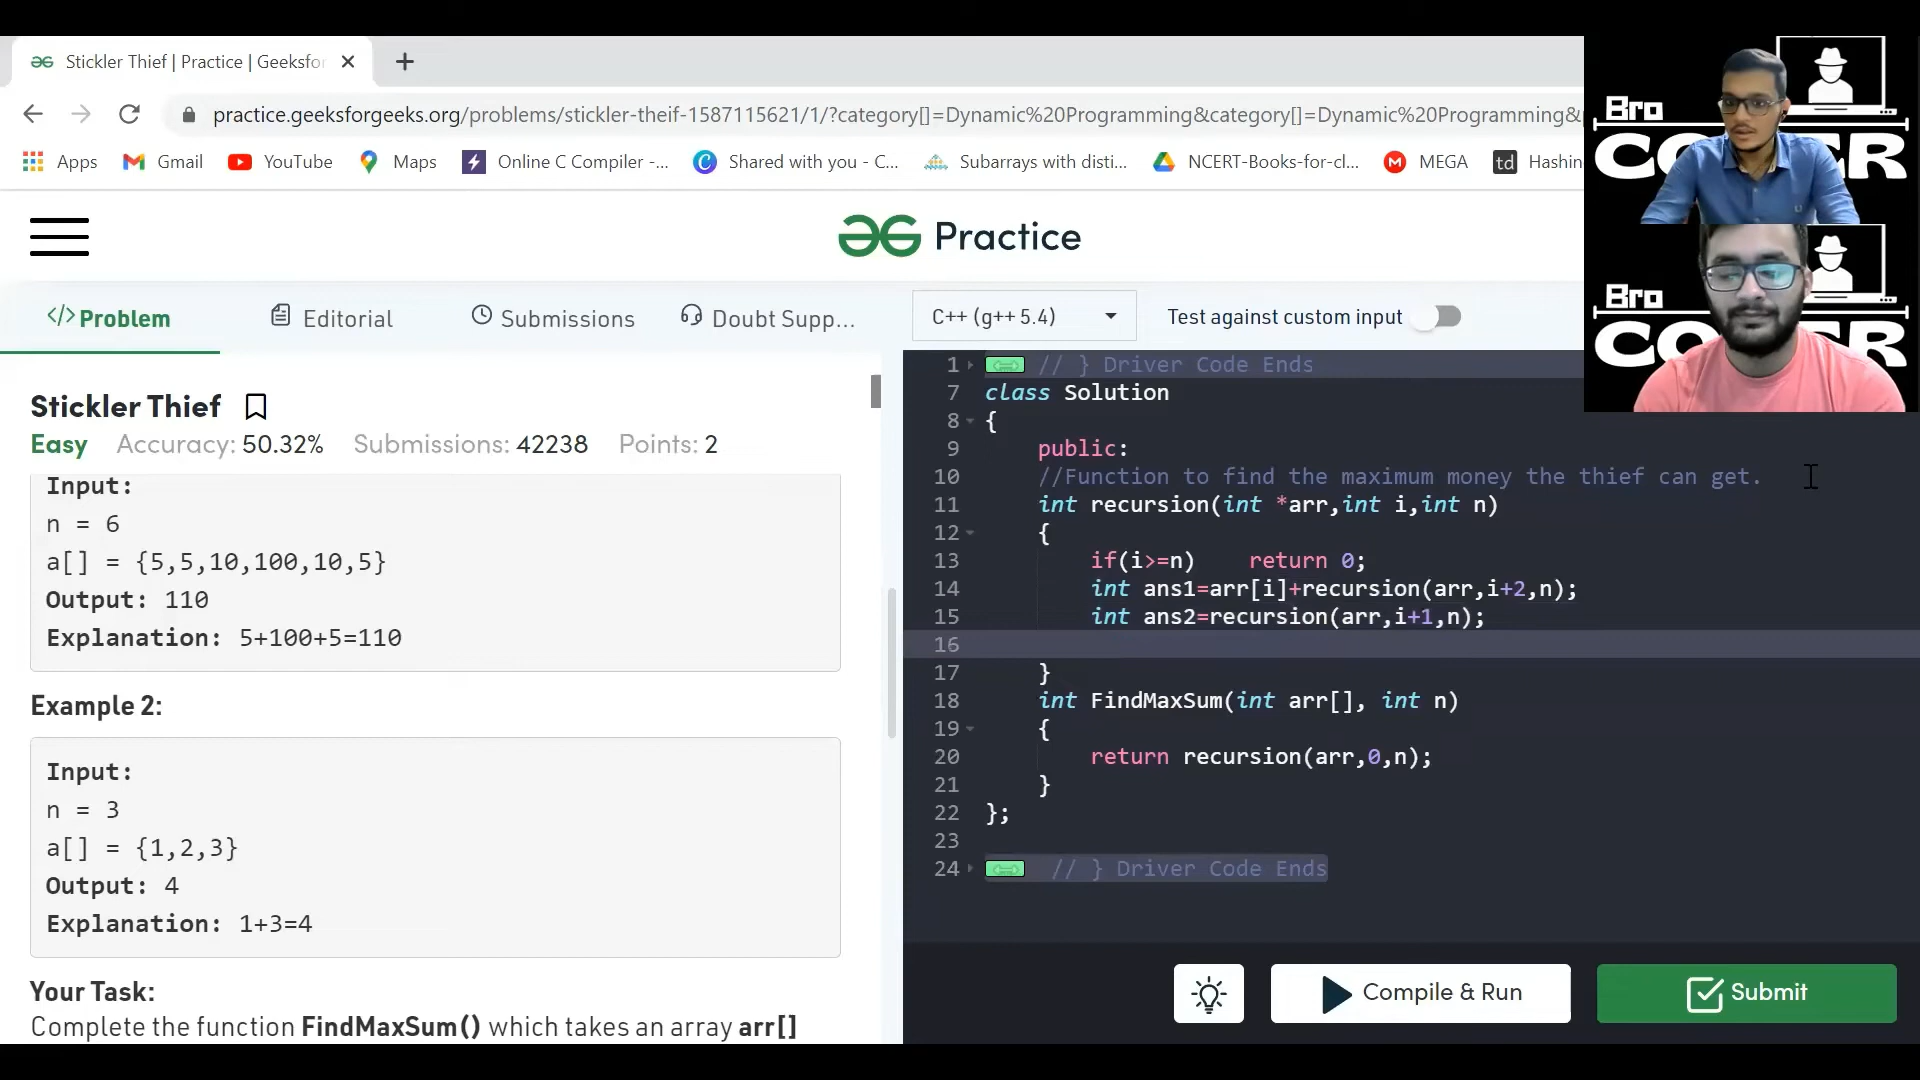 Stickler Thief | Practice | Geeksfo
practice.geeksforgeeks.org/problems/stickler-theif-1587115621/1/?category[]=Dynamic%20Programming&category[]=Dynamic%20Programming&
Apps
Gmail
YouTube
Maps
Online C Compiler -...
Shared with you - C...
Subarrays with disti...
NCERT-Books-for-cl...
MEGA
td
Hashin
Bro
CODER
Bro
CODER
Practice
</>Problem
Editorial
Submissions
Doubt Supp...
C++ (g++ 5.4)
Test against custom input
Stickler Thief
Easy Accuracy: 50.32% Submissions: 42238 Points: 2
Input:
n = 6
a[] = {5,5,10,100,10,5}
Output: 110
Explanation: 5+100+5=110
Example 2:
Input:
n = 3
a[] = {1,2,3}
Output: 4
Explanation: 1+3=4
Your Task:
Complete the function FindMaxSum() which takes an array arr[]
1 // } Driver Code Ends
7 class Solution
8 {
9 public:
10 //Function to find the maximum money the thief can get.
11 int recursion(int *arr,int i,int n)
12 {
13 if(i>=n) return 0;
14 int ans1=arr[i]+recursion(arr,i+2,n);
15 int ans2=recursion(arr,i+1,n);
16
17 }
18 int FindMaxSum(int arr[], int n)
19 {
20 return recursion(arr,0,n);
21 }
22 };
23
24 // } Driver Code Ends
Compile & Run
Submit